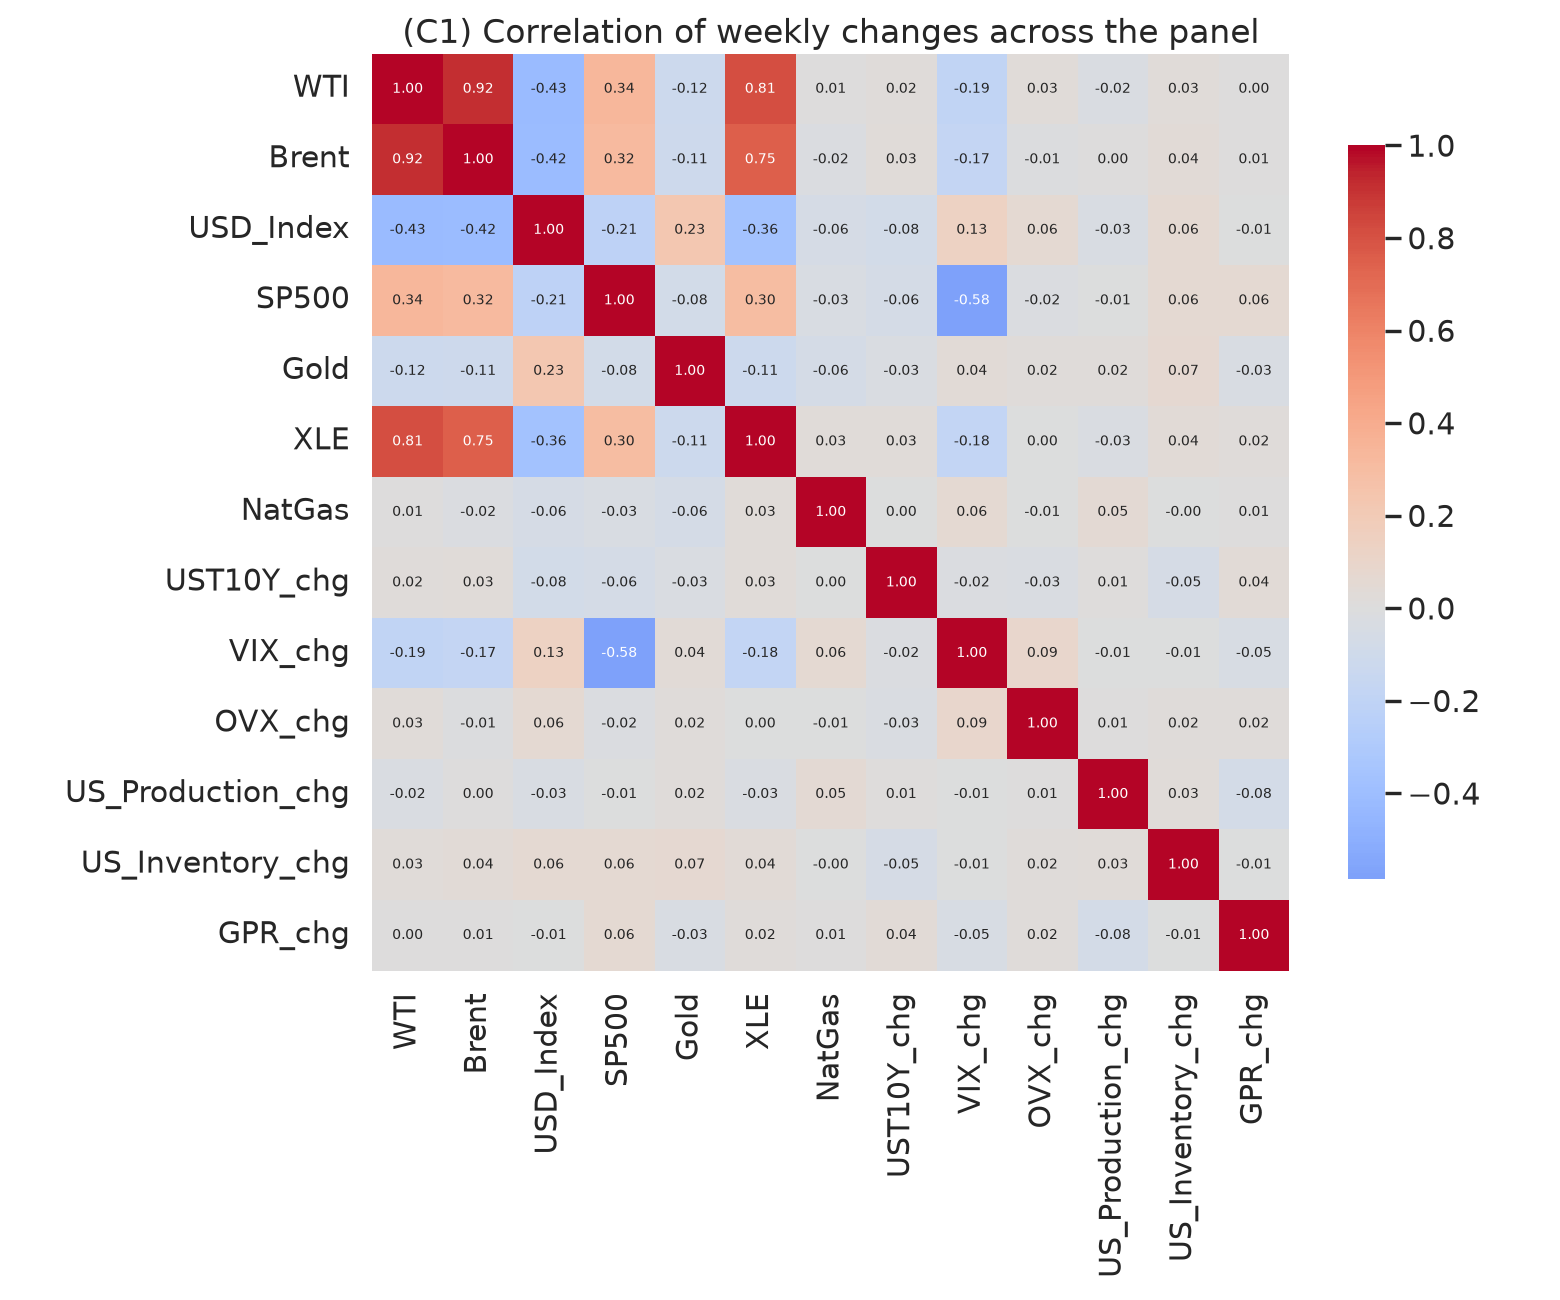 (C1) Correlation of weekly changes across the panel
WTI 1.00 0.92 -0.43 0.34 -0.12 0.81 0.01 0.02 -0.19 0.03 -0.02 0.03 0.00
Brent 0.92 1.00 -0.42 0.32 -0.11 0.75 -0.02 0.03 -0.17 -0.01 0.00 0.04 0.01
USD_Index -0.43 -0.42 1.00 -0.21 0.23 -0.36 -0.06 -0.08 0.13 0.06 -0.03 0.06 -0.01
SP500 0.34 0.32 -0.21 1.00 -0.08 0.30 -0.03 -0.06 -0.58 -0.02 -0.01 0.06 0.06
Gold -0.12 -0.11 0.23 -0.08 1.00 -0.11 -0.06 -0.03 0.04 0.02 0.02 0.07 -0.03
XLE 0.81 0.75 -0.36 0.30 -0.11 1.00 0.03 0.03 -0.18 0.00 -0.03 0.04 0.02
NatGas 0.01 -0.02 -0.06 -0.03 -0.06 0.03 1.00 0.00 0.06 -0.01 0.05 -0.00 0.01
UST10Y_chg 0.02 0.03 -0.08 -0.06 -0.03 0.03 0.00 1.00 -0.02 -0.03 0.01 -0.05 0.04
VIX_chg -0.19 -0.17 0.13 -0.58 0.04 -0.18 0.06 -0.02 1.00 0.09 -0.01 -0.01 -0.05
OVX_chg 0.03 -0.01 0.06 -0.02 0.02 0.00 -0.01 -0.03 0.09 1.00 0.01 0.02 0.02
US_Production_chg -0.02 0.00 -0.03 -0.01 0.02 -0.03 0.05 0.01 -0.01 0.01 1.00 0.03 -0.08
US_Inventory_chg 0.03 0.04 0.06 0.06 0.07 0.04 -0.00 -0.05 -0.01 0.02 0.03 1.00 -0.01
GPR_chg 0.00 0.01 -0.01 0.06 -0.03 0.02 0.01 0.04 -0.05 0.02 -0.08 -0.01 1.00
WTI
Brent
USD_Index
SP500
Gold
XLE
NatGas
UST10Y_chg
VIX_chg
OVX_chg
US_Production_chg
US_Inventory_chg
GPR_chg
1.0
0.8
0.6
0.4
0.2
0.0
−0.2
−0.4